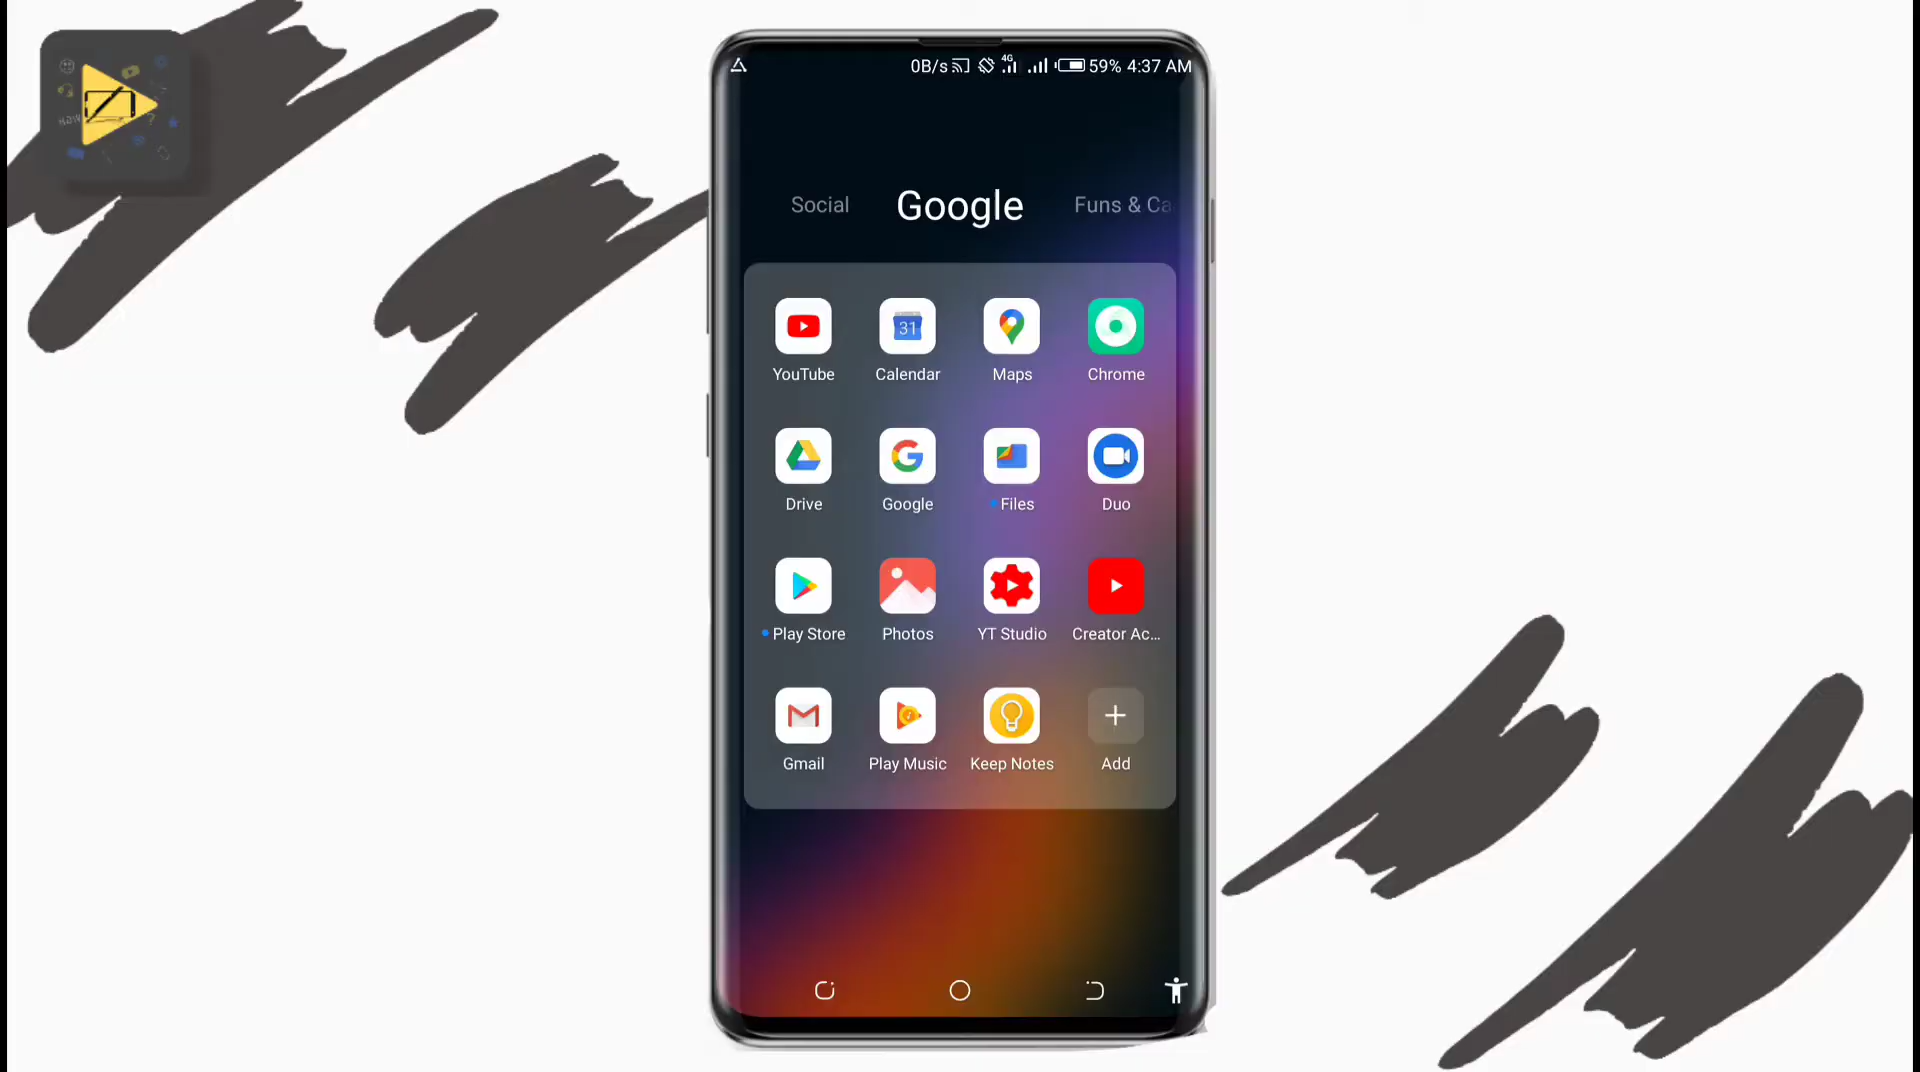 0B/s 4G 59% 4:37 AM
Social Google Funs & Ca
YouTube Calendar 31 Maps Chrome
Drive Google Files Duo
Play Store Photos YT Studio Creator Ac...
Gmail Play Music Keep Notes Add